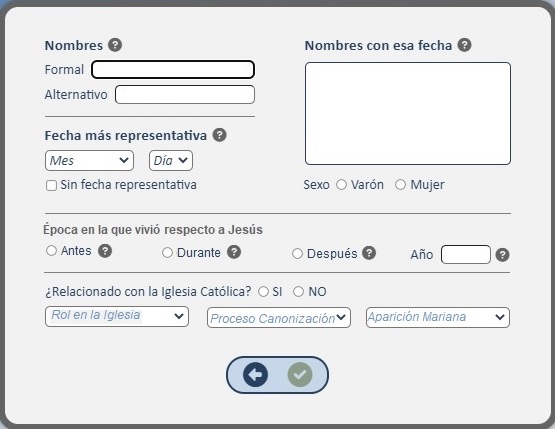 Nombres ?
Formal
Alternativo
Nombres con esa fecha ?
Fecha más representativa ?
Mes Día
Sin fecha representativa
Sexo Varón Mujer
Época en la que vivió respecto a Jesús
Antes ? Durante ? Después ? Año ?
¿Relacionado con la Iglesia Católica? SI NO
Rol en la Iglesia Proceso Canonización Aparición Mariana